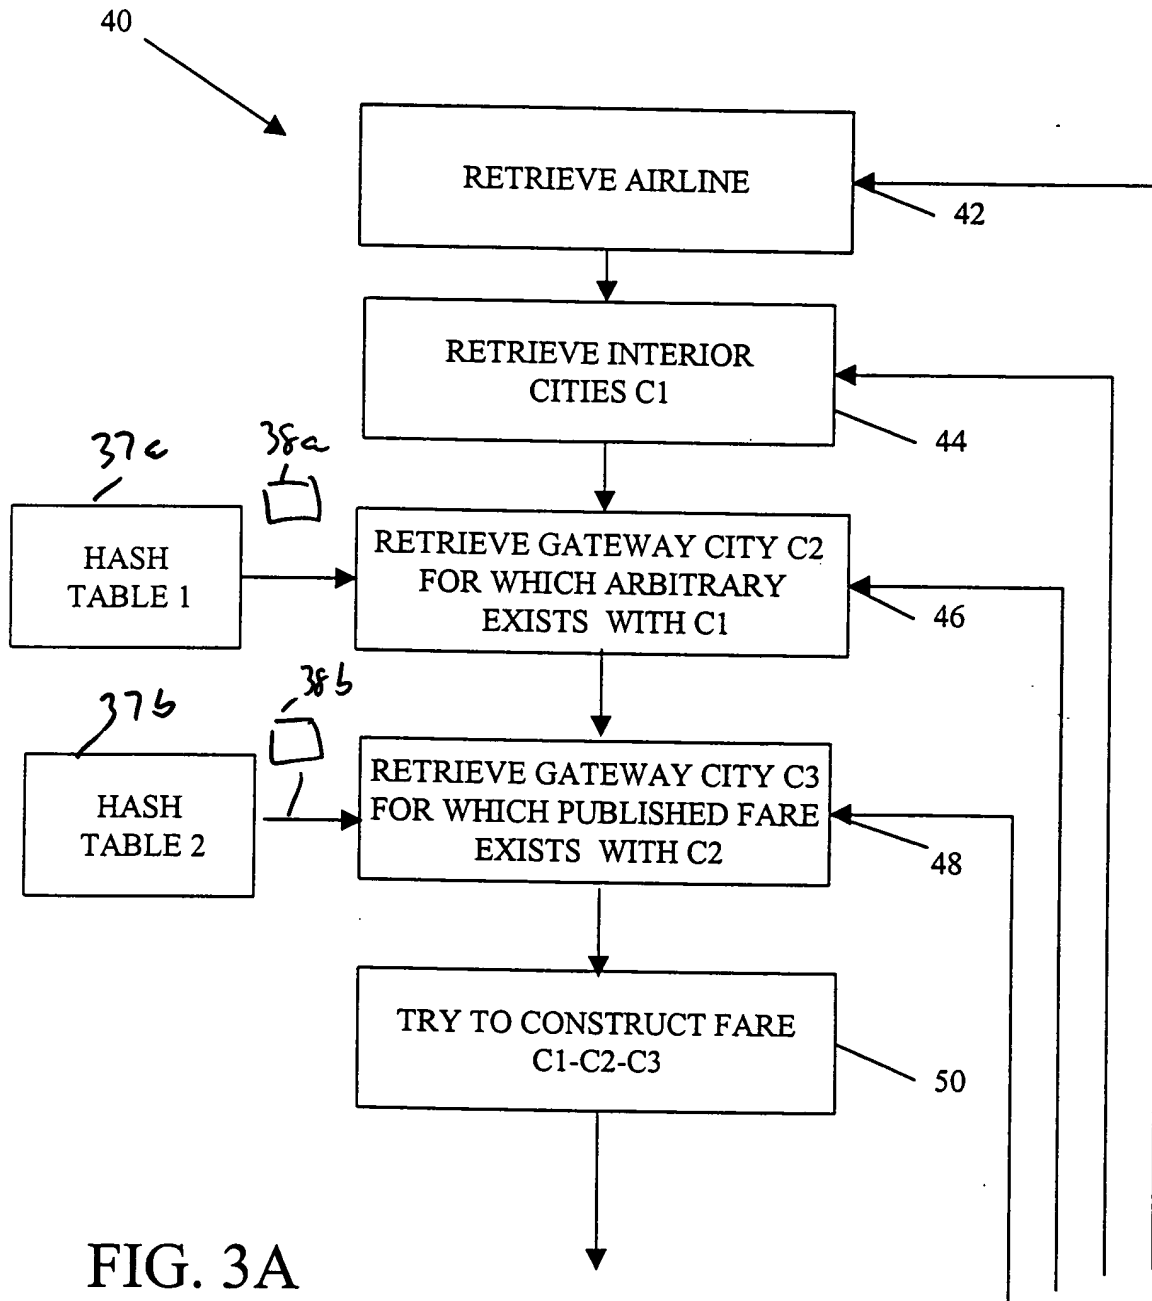 40
RETRIEVE AIRLINE
42
RETRIEVE INTERIOR
CITIES C1
44
37a
38a
HASH
TABLE 1
RETRIEVE GATEWAY CITY C2
FOR WHICH ARBITRARY
EXISTS WITH C1
46
37b
38b
HASH
TABLE 2
RETRIEVE GATEWAY CITY C3
FOR WHICH PUBLISHED FARE
EXISTS WITH C2
48
TRY TO CONSTRUCT FARE
C1-C2-C3
50
FIG. 3A